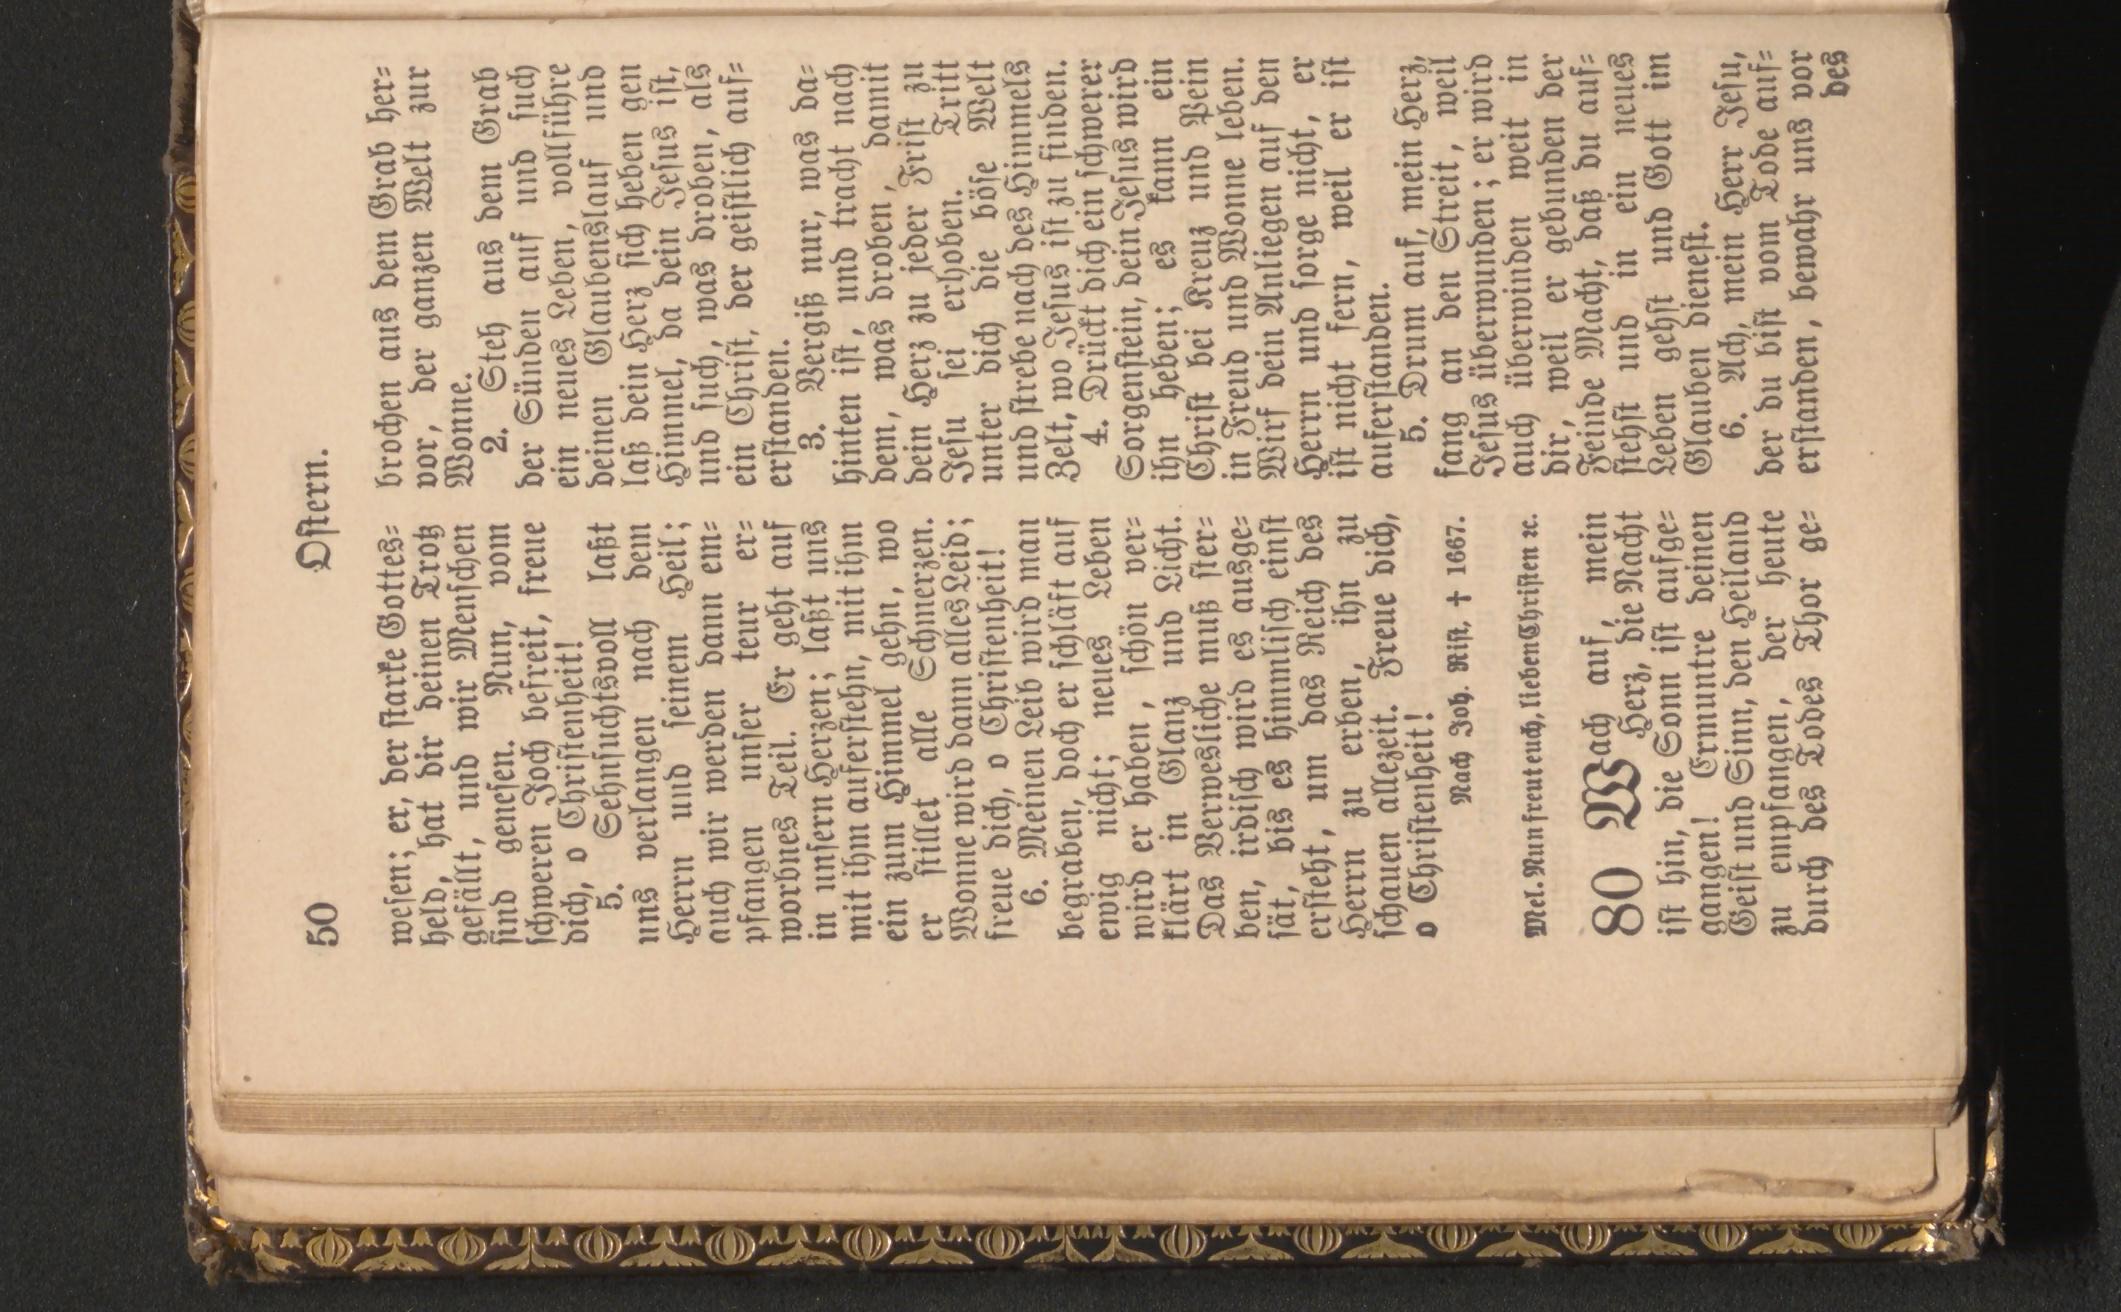 50
Ostern.
wesen; er, der starke Gottes=
held, hat dir deinen Trotz
gefällt, und wir Menschen
sind genesen. Nun, vom
schweren Joch befreit, freue
dich, o Christenheit!
5. Sehnsuchtsvoll laßt
uns verlangen nach dem
Herrn und seinem Heil;
auch wir werden dann em=
pfangen unser teur er=
worbnes Teil. Er geht auf
in unsern Herzen; laßt uns
mit ihm auferstehn, mit ihm
ein zum Himmel gehn, wo
er stillet alle Schmerzen.
Wonne wird dann alles Leid;
freue dich, o Christenheit!
6. Meinen Leib wird man
begraben, doch er schläft auf
ewig nicht; neues Leben
wird er haben, schön ver=
klärt in Glanz und Licht.
Das Verwesliche muß ster=
ben, irdisch wird es ausge=
sät, bis es himmlisch einst
ersteht, um das Reich des
Herrn zu erben, ihn zu
schauen allezeit. Freue dich,
o Christenheit!
Nach Joh. Rist, † 1667.
Mel. Nun freut euch, lieben Christen ꝛc.
80 Wach auf, mein
Herz, die Nacht
ist hin, die Sonn ist aufge=
gangen! Ermuntre deinen
Geist und Sinn, den Heiland
zu empfangen, der heute
durch des Todes Thor ge=
brochen aus dem Grab her=
vor, der ganzen Welt zur
Wonne.
2. Steh aus dem Grab
der Sünden auf und such
ein neues Leben, vollführe
deinen Glaubenslauf und
laß dein Herz sich heben gen
Himmel, da dein Jesus ist,
und such, was droben, als
ein Christ, der geistlich auf=
erstanden.
3. Vergiß nur, was da=
hinten ist, und tracht nach
dem, was droben, damit
dein Herz zu jeder Frist zu
Jesu sei erhoben. Tritt
unter dich die böse Welt
und strebe nach des Himmels
Zelt, wo Jesus ist zu finden.
4. Drückt dich ein schwerer
Sorgenstein, dein Jesus wird
ihn heben; es kann ein
Christ bei Kreuz und Pein
in Freud und Wonne leben.
Wirf dein Anliegen auf den
Herrn und sorge nicht, er
ist nicht fern, weil er ist
auferstanden.
5. Drum auf, mein Herz,
fang an den Streit, weil
Jesus überwunden; er wird
auch überwinden weit in
dir, weil er gebunden der
Feinde Macht, daß du auf=
stehst und in ein neues
Leben gehst und Gott im
Glauben dienest.
6. Ach, mein Herr Jesu,
der du bist vom Tode auf=
erstanden, bewahr uns vor
des